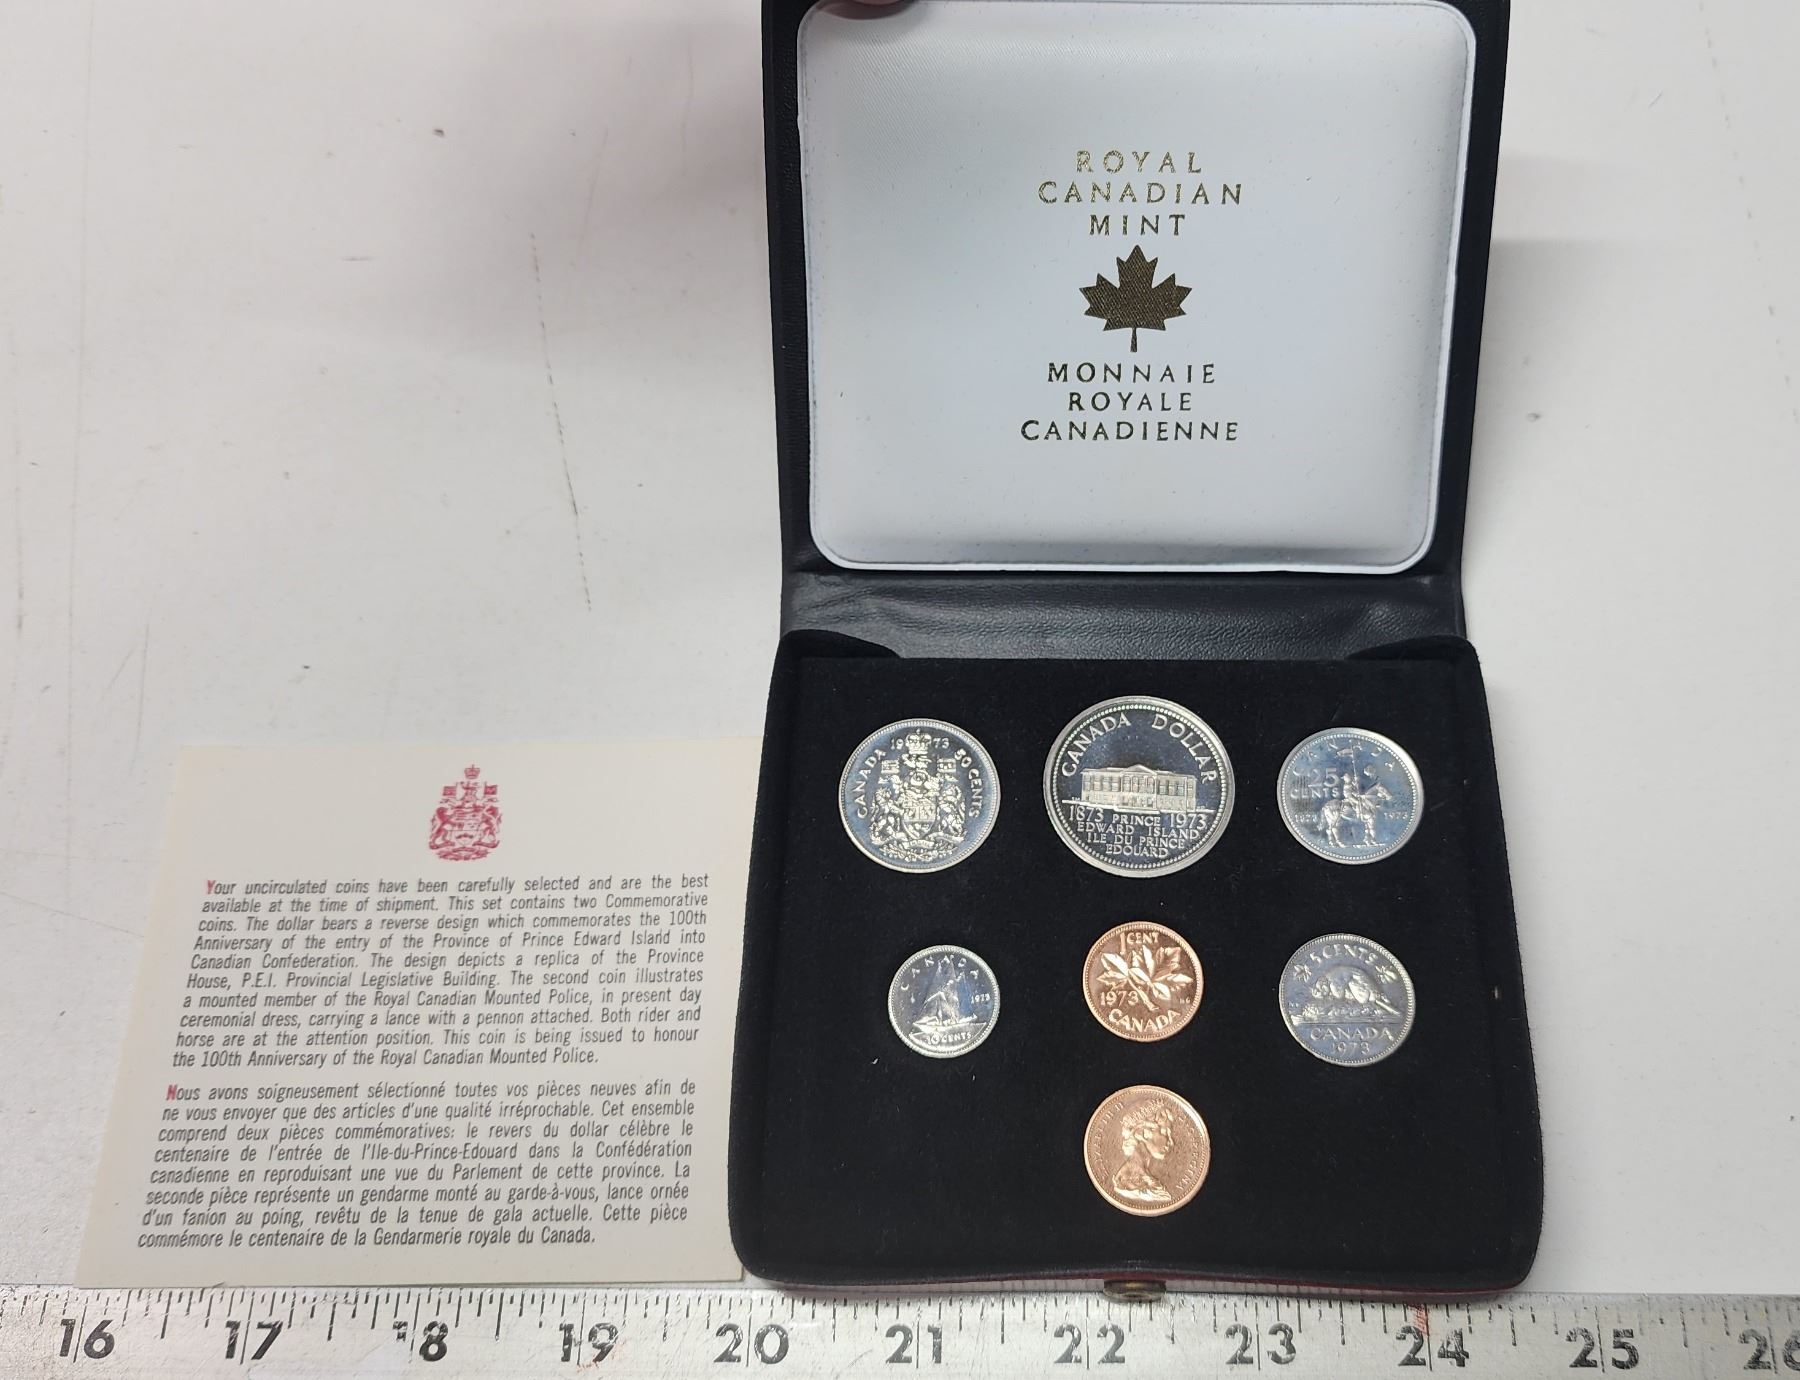 ROYAL
CANADIAN
MINT
MONNAIE
ROYALE
CANADIENNE
1973
CANADA
50 CENTS
CANADA DOLLAR
1873 PRINCE 1973
EDWARD ISLAND
ILE DU PRINCE
EDOUARD
CANADA
25
CENTS
1873 1973
CANADA
1973
10 CENTS
1 CENT
1973
CANADA
5 CENTS
CANADA
1973
Your uncirculated coins have been carefully selected and are the best
available at the time of shipment. This set contains two Commemorative
coins. The dollar bears a reverse design which commemorates the 100th
Anniversary of the entry of the Province of Prince Edward Island into
Canadian Confederation. The design depicts a replica of the Province
House, P.E.I. Provincial Legislative Building. The second coin illustrates
a mounted member of the Royal Canadian Mounted Police, in present day
ceremonial dress, carrying a lance with a pennon attached. Both rider and
horse are at the attention position. This coin is being issued to honour
the 100th Anniversary of the Royal Canadian Mounted Police.
Nous avons soigneusement sélectionné toutes vos pièces neuves afin de
ne vous envoyer que des articles d'une qualité irréprochable. Cet ensemble
comprend deux pièces commémoratives: le revers du dollar célèbre le
centenaire de l'entrée de l'Ile-du-Prince-Edouard dans la Confédération
canadienne en reproduisant une vue du Parlement de cette province. La
seconde pièce représente un gendarme monté au garde-à-vous, lance ornée
d'un fanion au poing, revêtu de la tenue de gala actuelle. Cette pièce
commémore le centenaire de la Gendarmerie royale du Canada.
16 17 18 19 20 21 22 23 24 25 26